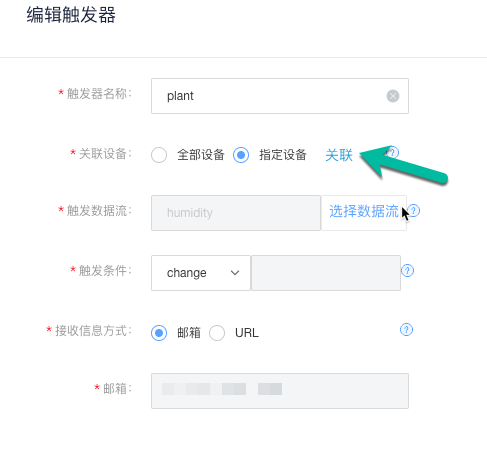 编辑触发器
* 触发器名称： plant
* 关联设备： 全部设备 指定设备 关联 ?
* 触发数据流： humidity 选择数据流 ?
* 触发条件： change ?
* 接收信息方式： 邮箱 URL ?
* 邮箱：